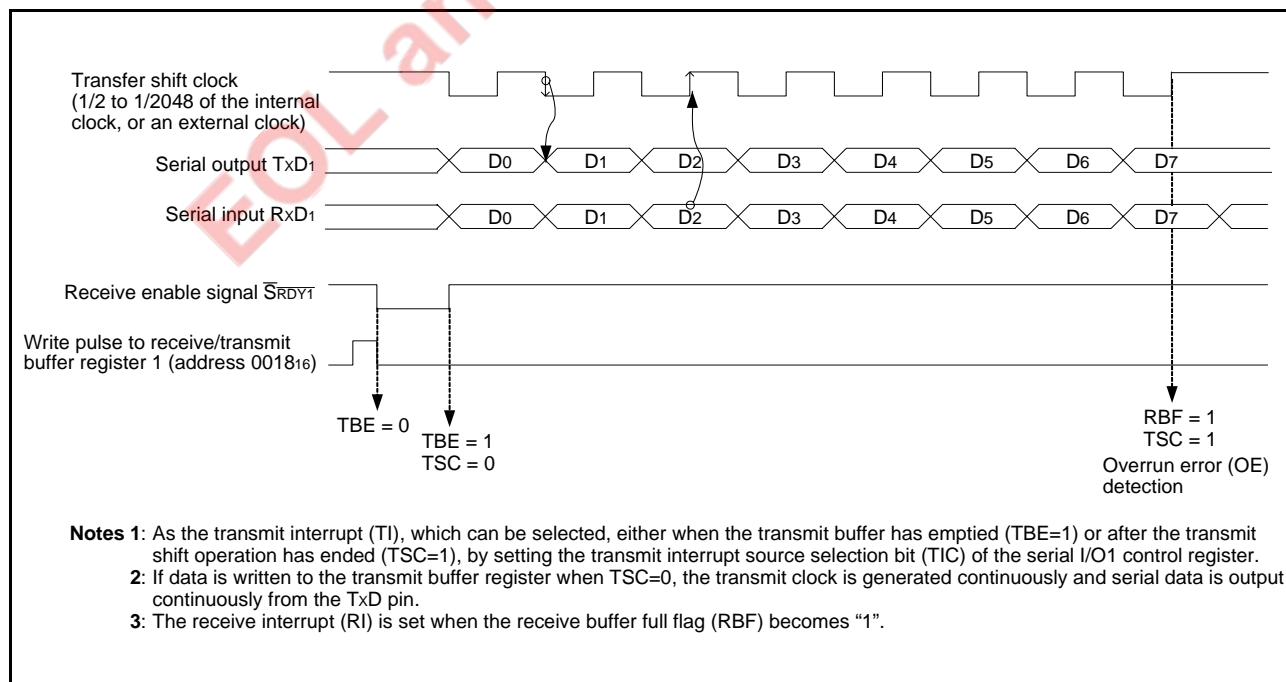 EOL an
Transfer shift clock
(1/2 to 1/2048 of the internal
clock, or an external clock)
Serial output TxD1
D0 D1 D2 D3 D4 D5 D6 D7
Serial input RxD1
D0 D1 D2 D3 D4 D5 D6 D7
Receive enable signal S̅R̅D̅Y̅1̅
Write pulse to receive/transmit
buffer register 1 (address 001816)
TBE = 0
TBE = 1
TSC = 0
RBF = 1
TSC = 1
Overrun error (OE)
detection
Notes 1: As the transmit interrupt (TI), which can be selected, either when the transmit buffer has emptied (TBE=1) or after the transmit
shift operation has ended (TSC=1), by setting the transmit interrupt source selection bit (TIC) of the serial I/O1 control register.
2: If data is written to the transmit buffer register when TSC=0, the transmit clock is generated continuously and serial data is output
continuously from the TxD pin.
3: The receive interrupt (RI) is set when the receive buffer full flag (RBF) becomes “1”.